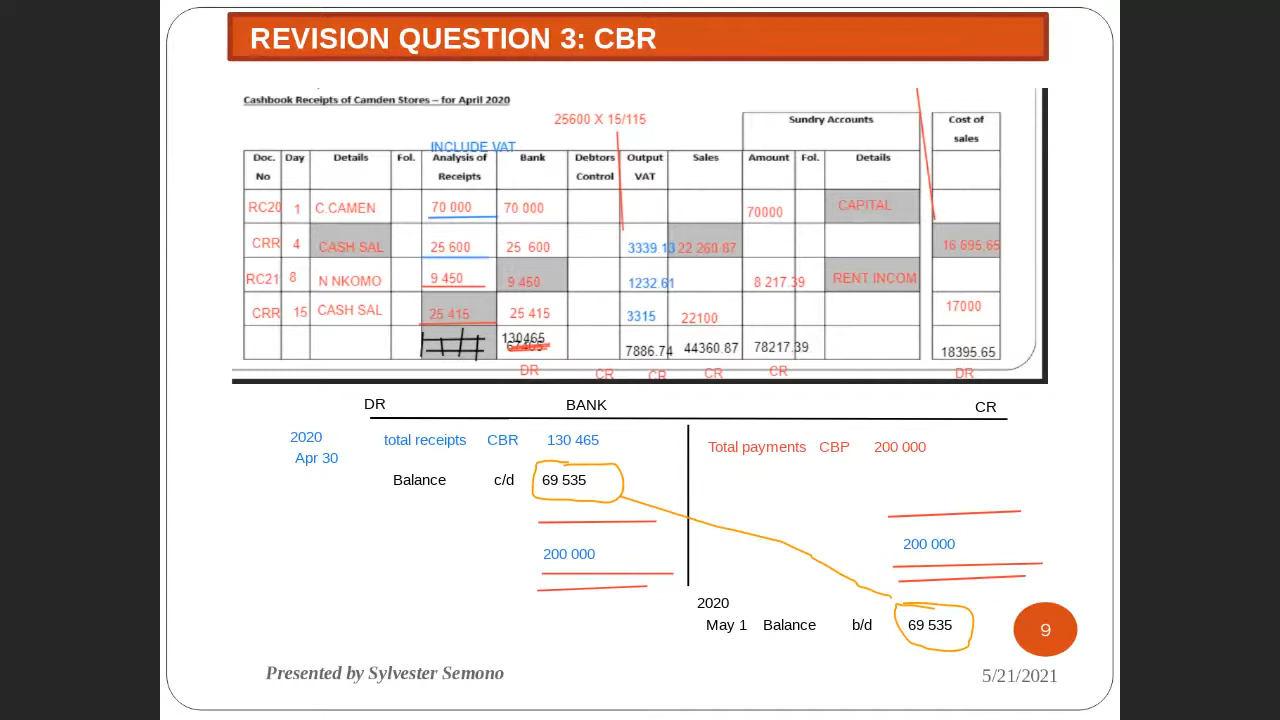 REVISION QUESTION 3: CBR
Cashbook Receipts of Camden Stores – for April 2020
25600 X 15/115
Sundry Accounts
Cost of sales
INCLUDE VAT
Doc. No Day Details Fol. Analysis of Receipts Bank Debtors Control Output VAT Sales Amount Fol. Details
RC20 1 C.CAMEN 70 000 70 000 70000 CAPITAL
CRR 4 CASH SAL 25 600 25 600 3339.13 22 260.87 16 695.65
RC21 8 N NKOMO 9 450 9 450 1232.61 8 217.39 RENT INCOM
CRR 15 CASH SAL 25 415 25 415 3315 22100 17000
130465
7886.74 44360.87 78217.39 18395.65
DR CR CR CR CR DR
DR BANK CR
2020
Apr 30
total receipts CBR 130 465
Total payments CBP 200 000
Balance c/d 69 535
200 000
200 000
2020
May 1 Balance b/d 69 535
9
Presented by Sylvester Semono
5/21/2021